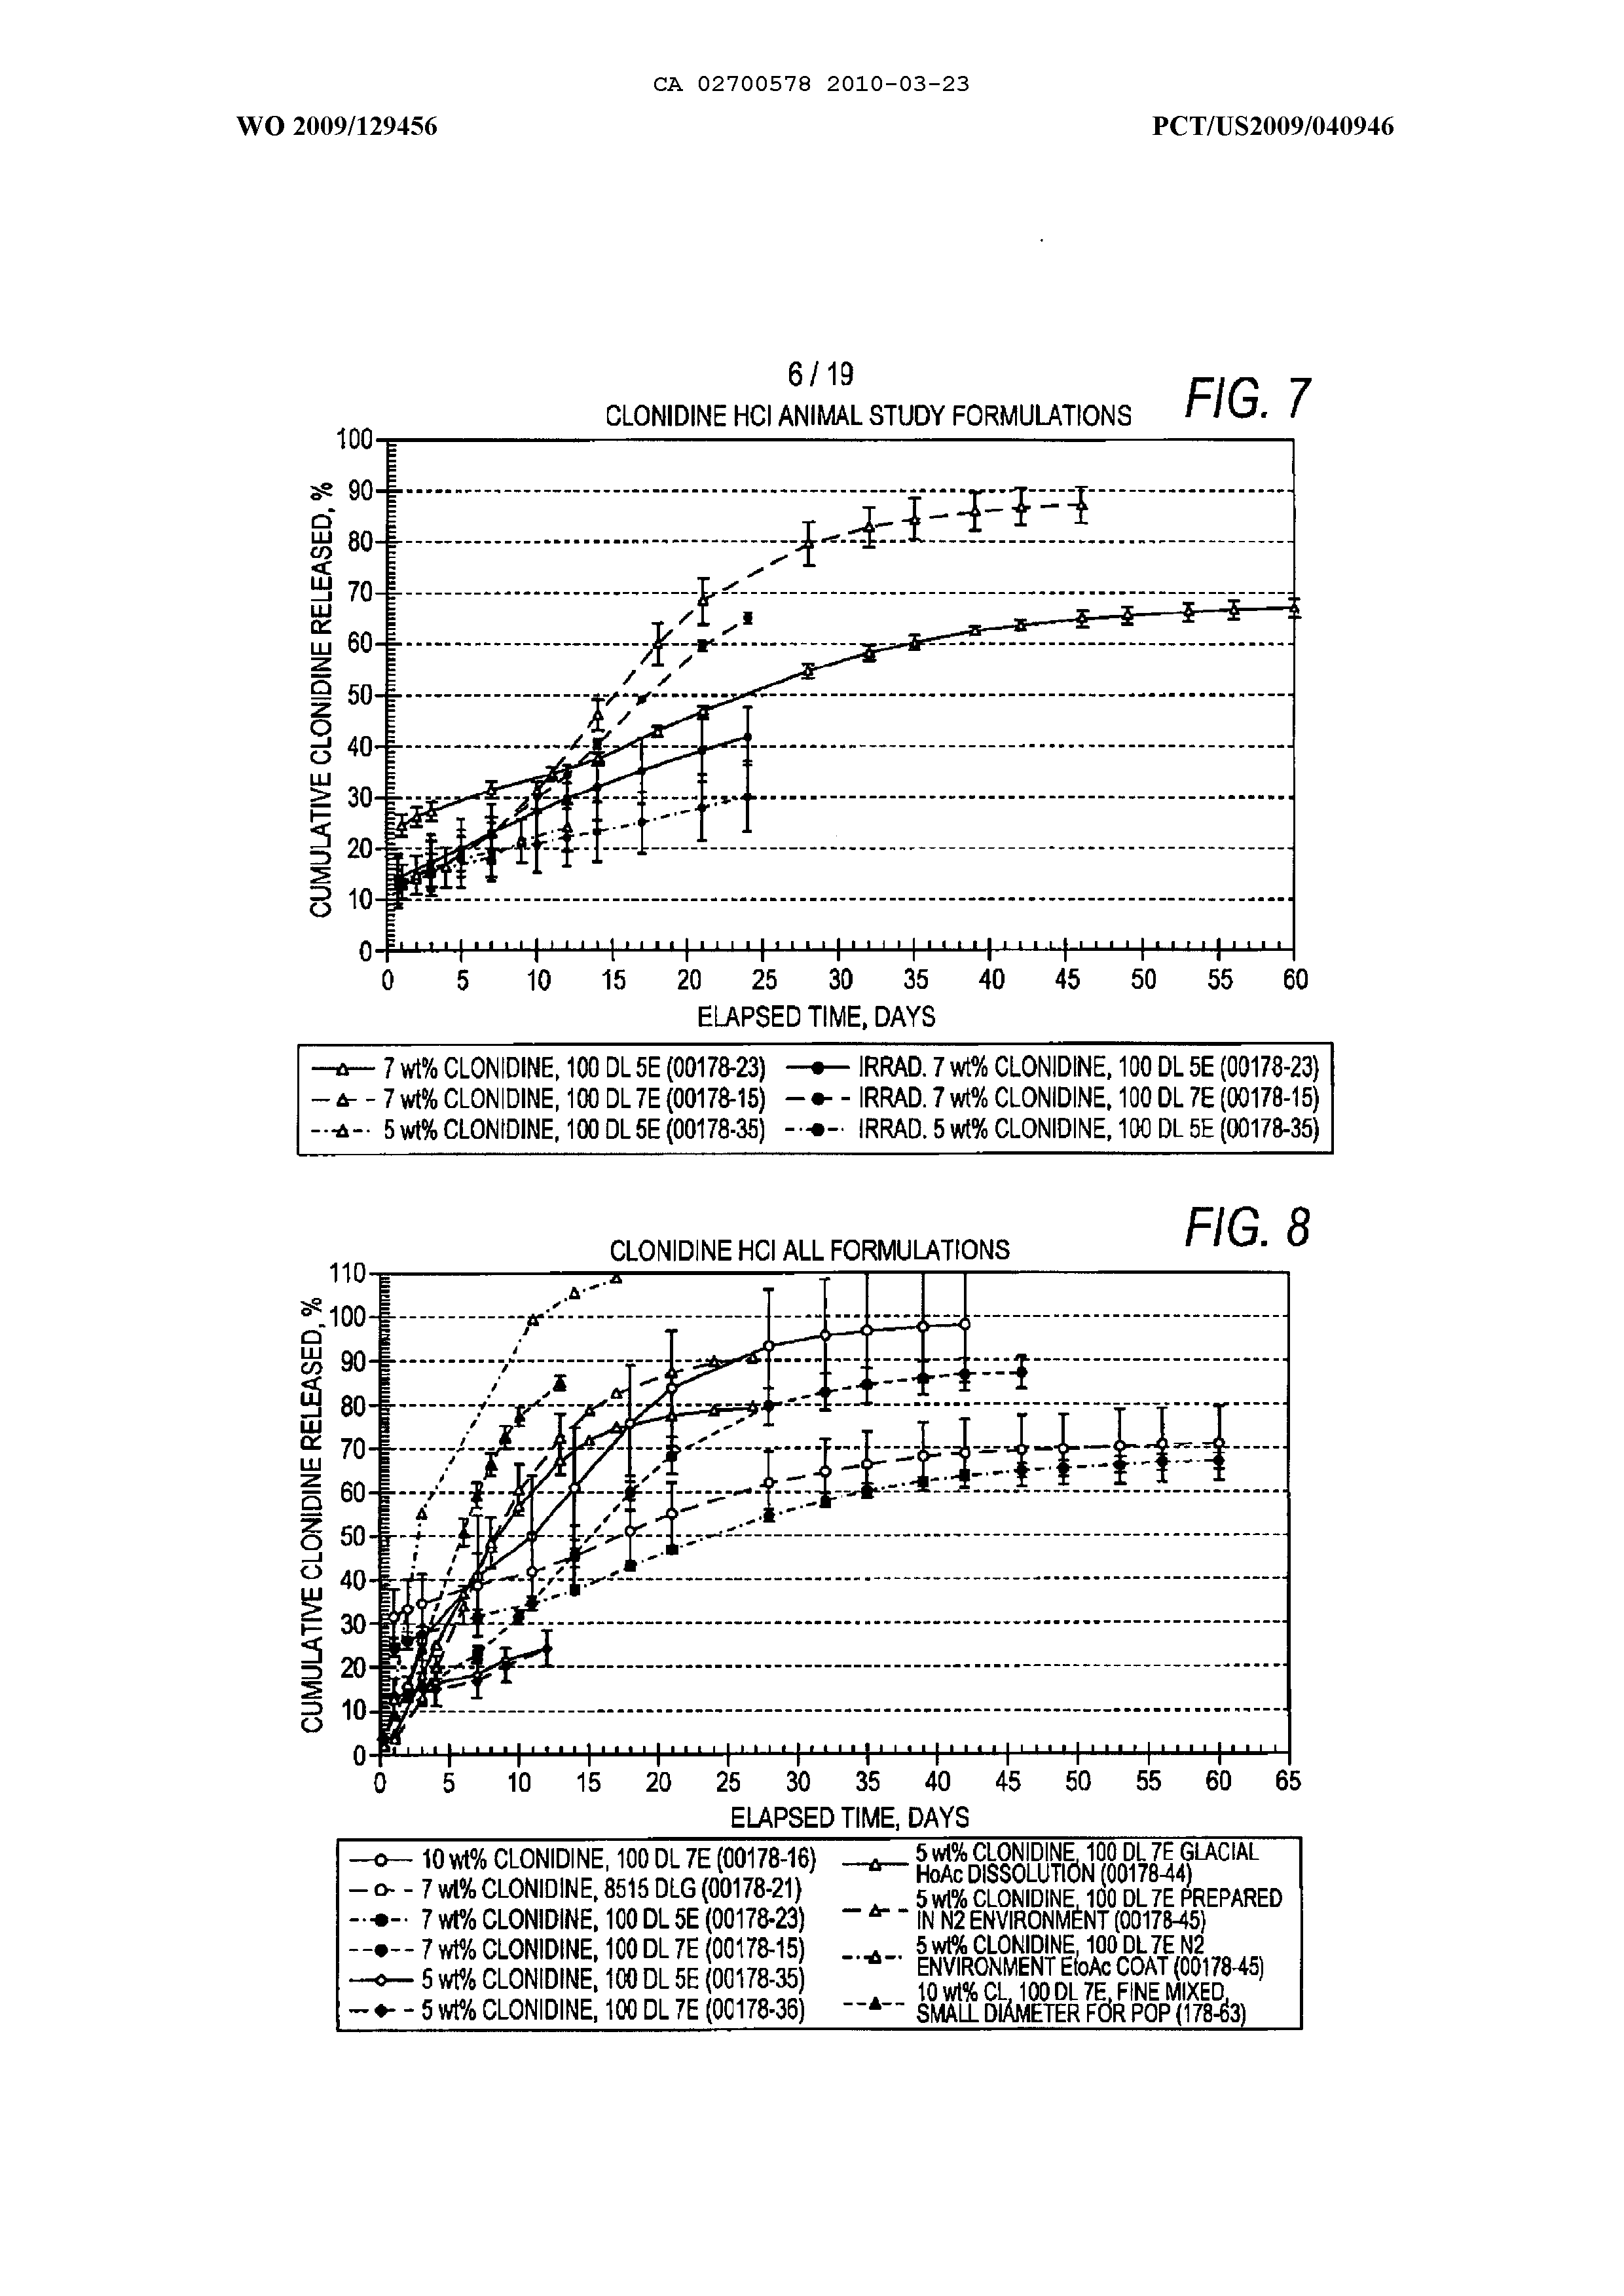 CA 02700578 2010-03-23
WO 2009/129456 PCT/US2009/040946
6 / 19
FIG. 7
CLONIDINE HCl ANIMAL STUDY FORMULATIONS
CUMULATIVE CLONIDINE RELEASED, %
100
90
80
70
60
50
40
30
20
10
0
0 5 10 15 20 25 30 35 40 45 50 55 60
ELAPSED TIME, DAYS
7 wt% CLONIDINE, 100 DL 5E (00178-23) IRRAD. 7 wt% CLONIDINE, 100 DL 5E (00178-23)
7 wt% CLONIDINE, 100 DL 7E (00178-15) IRRAD. 7 wt% CLONIDINE, 100 DL 7E (00178-15)
5 wt% CLONIDINE, 100 DL 5E (00178-35) IRRAD. 5 wt% CLONIDINE, 100 DL 5E (00178-35)
FIG. 8
CLONIDINE HCl ALL FORMULATIONS
CUMULATIVE CLONIDINE RELEASED, %
110
100
90
80
70
60
50
40
30
20
10
0
0 5 10 15 20 25 30 35 40 45 50 55 60 65
ELAPSED TIME, DAYS
10 wt% CLONIDINE, 100 DL 7E (00178-16)
7 wt% CLONIDINE, 8515 DLG (00178-21)
7 wt% CLONIDINE, 100 DL 5E (00178-23)
7 wt% CLONIDINE, 100 DL 7E (00178-15)
5 wt% CLONIDINE, 100 DL 5E (00178-35)
5 wt% CLONIDINE, 100 DL 7E (00178-36)
5 wt% CLONIDINE, 100 DL 7E GLACIAL
HoAc DISSOLUTION (00178-44)
5 wt% CLONIDINE, 100 DL 7E PREPARED
IN N2 ENVIRONMENT (00178-45)
5 wt% CLONIDINE, 100 DL 7E N2
ENVIRONMENT EtoAc COAT (00178-45)
10 wt% CL, 100 DL 7E, FINE MIXED,
SMALL DIAMETER FOR POP (178-63)